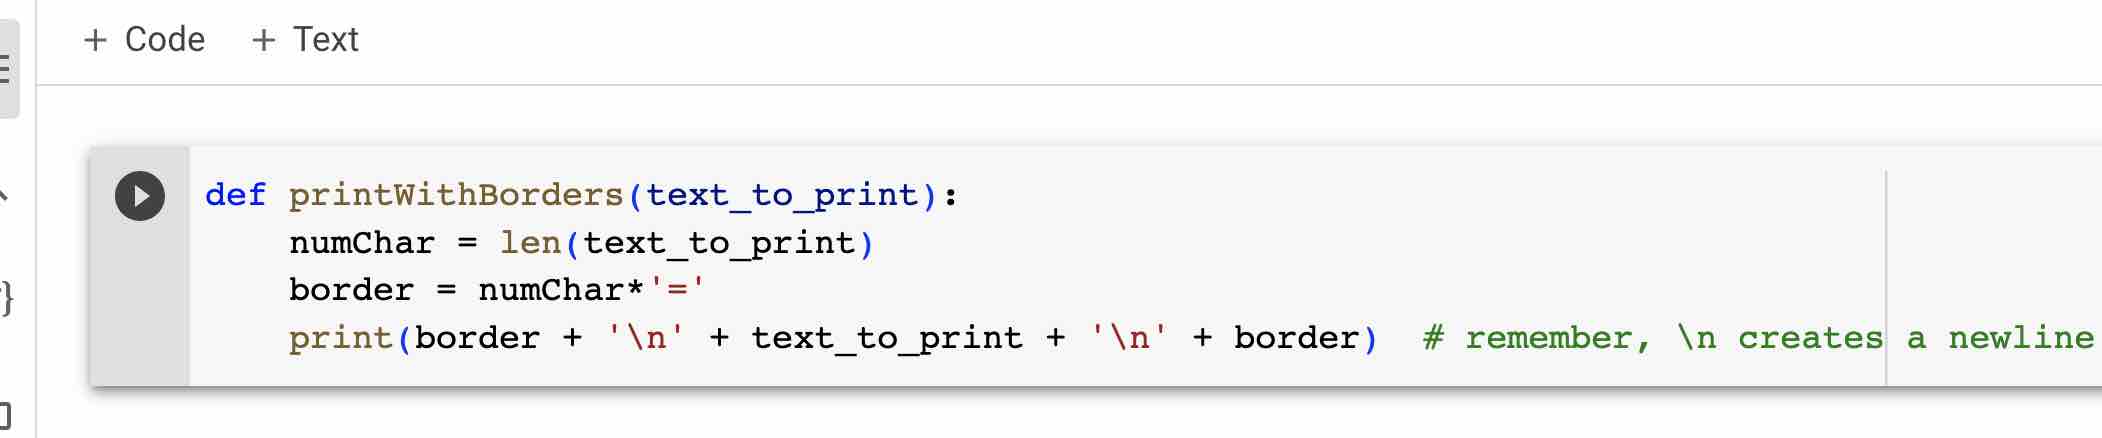 + Code + Text
def printWithBorders(text_to_print):
    numChar = len(text_to_print)
    border = numChar*'='
    print(border + '\n' + text_to_print + '\n' + border)  # remember, \n creates a newline